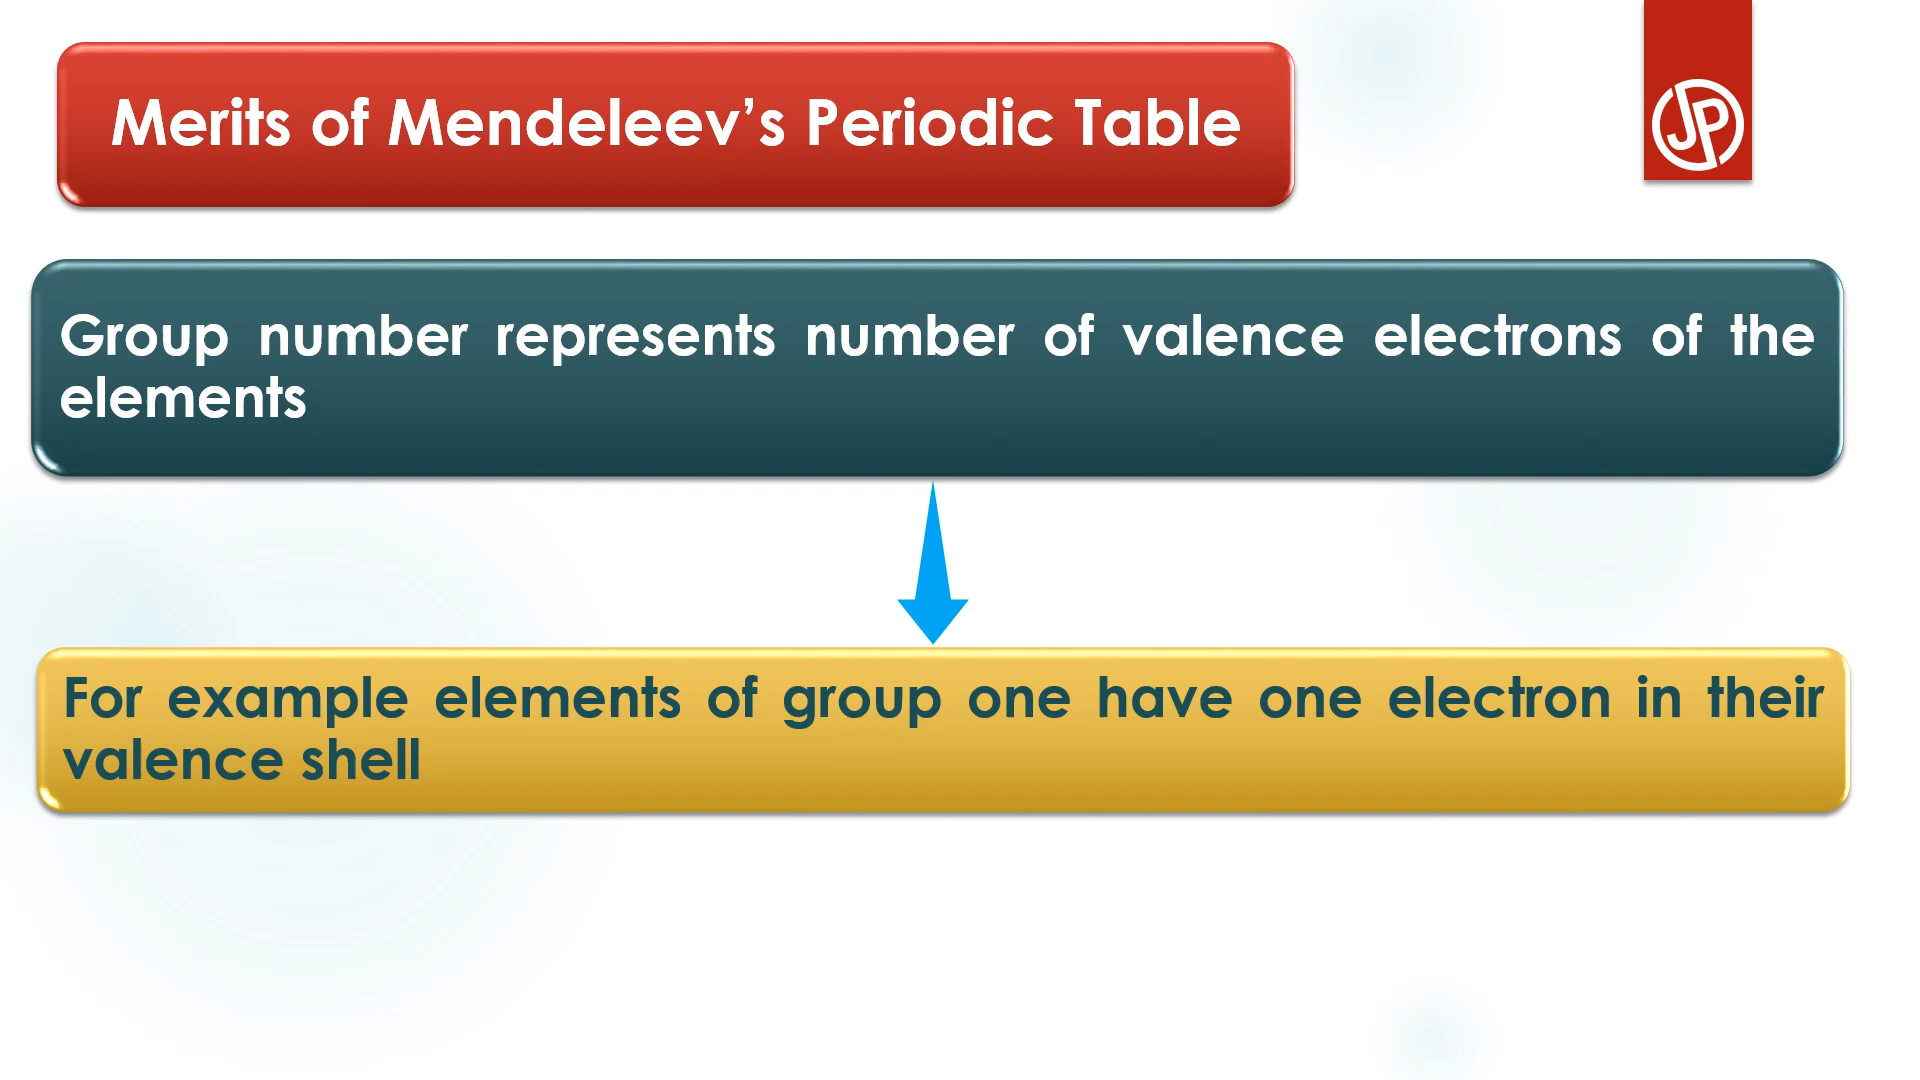 Merits of Mendeleev’s Periodic Table
JP
Group number represents number of valence electrons of the
elements
For example elements of group one have one electron in their
valence shell